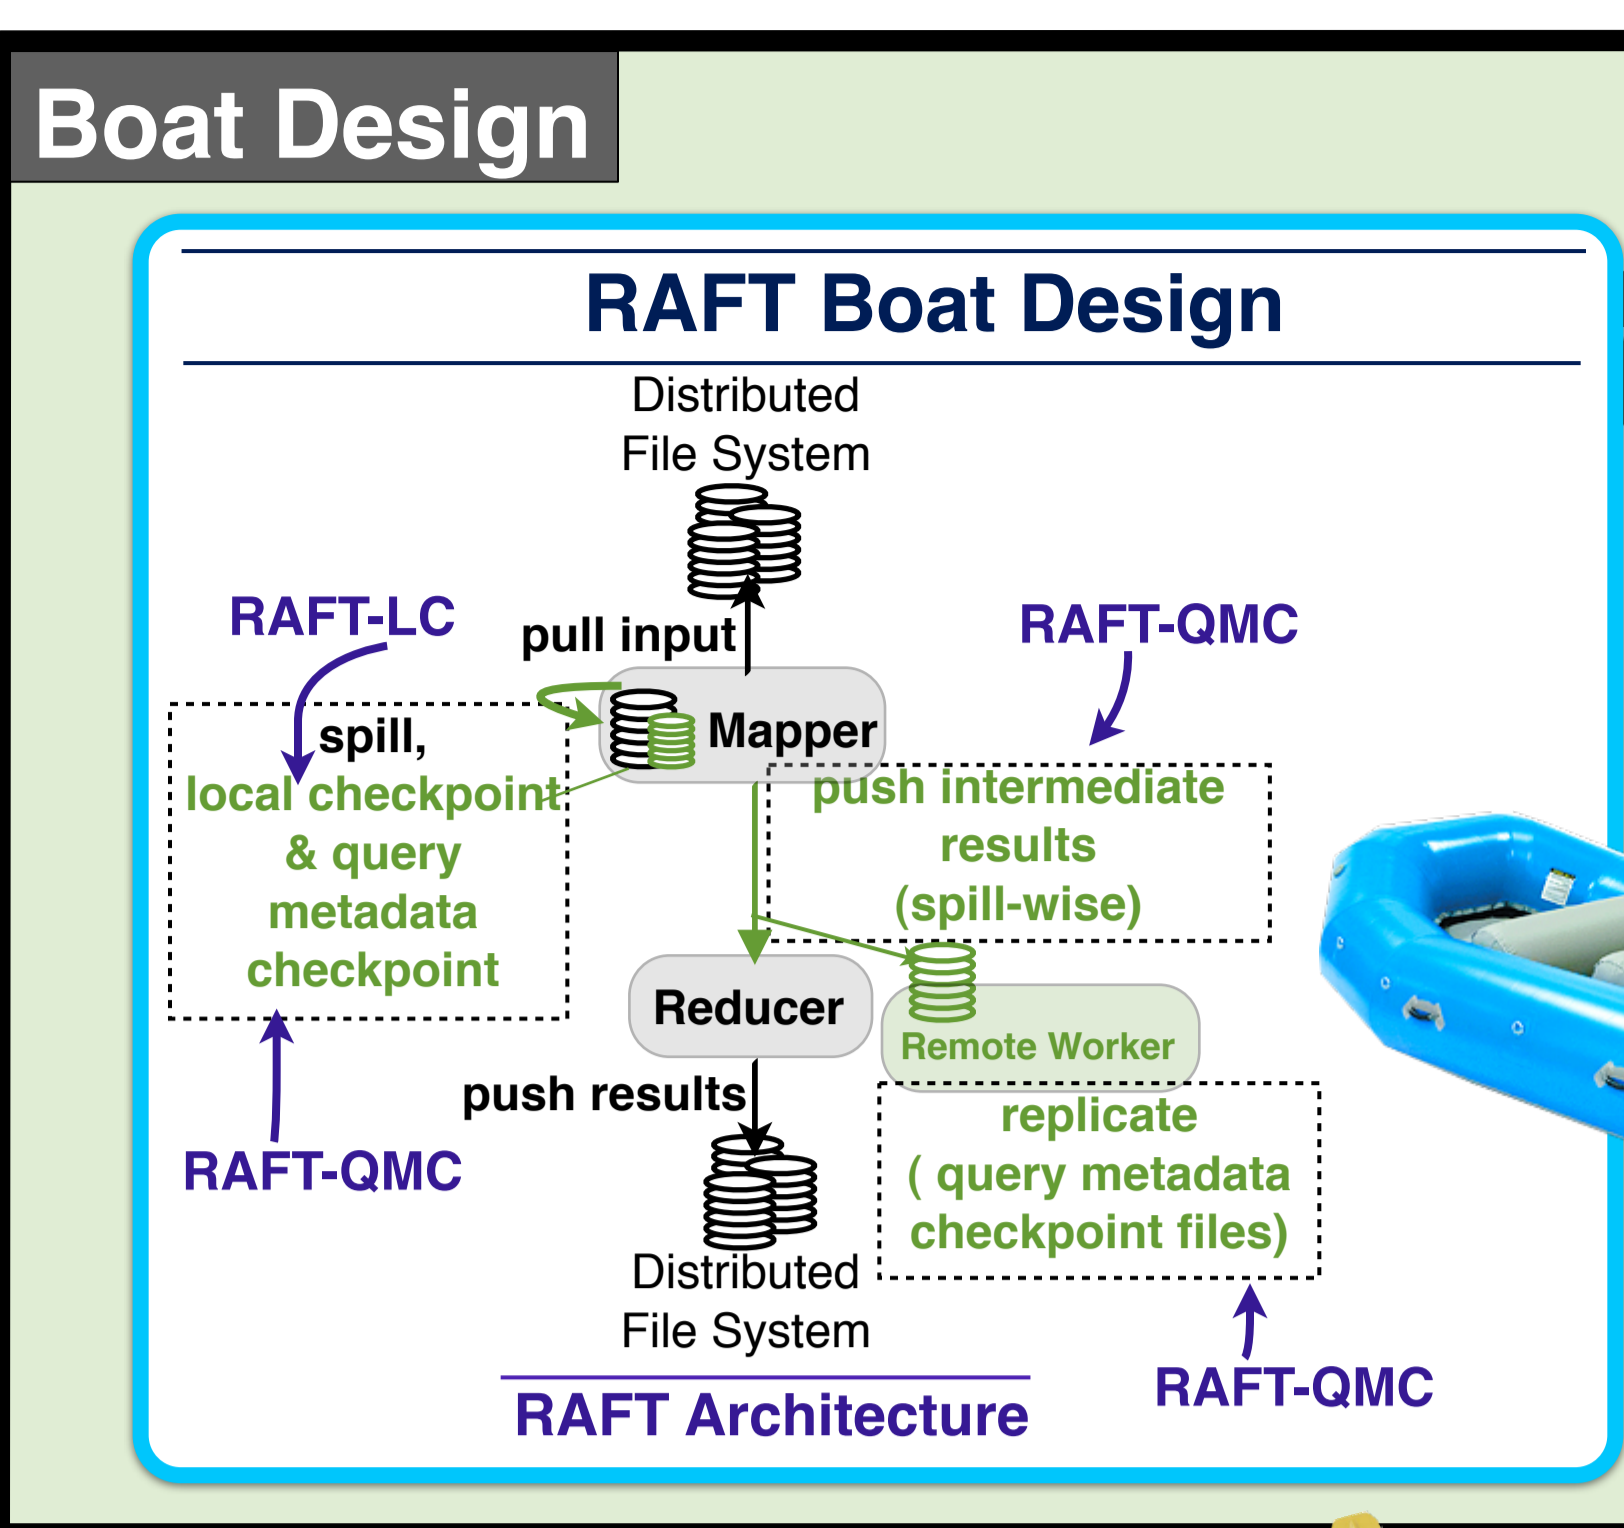 Boat Design
RAFT Boat Design
Distributed
File System
RAFT-LC
pull input
RAFT-QMC
Mapper
spill,
local checkpoint
& query
metadata
checkpoint
push intermediate
results
(spill-wise)
Reducer
Remote Worker
push results
replicate
( query metadata
checkpoint files)
RAFT-QMC
Distributed
File System
RAFT-QMC
RAFT Architecture